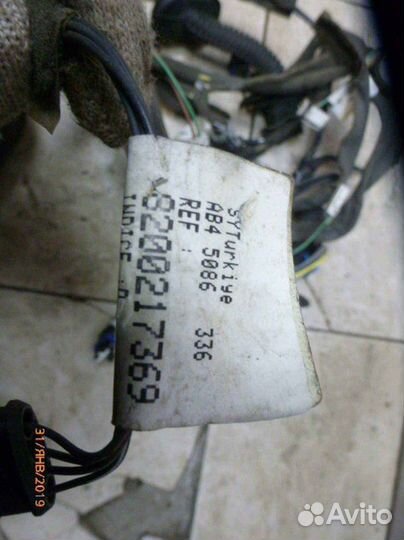 SYTurkiye
AB4 5086 336
REF :
8200217369
INDICE :
31/ЯНВ/2019
Avito